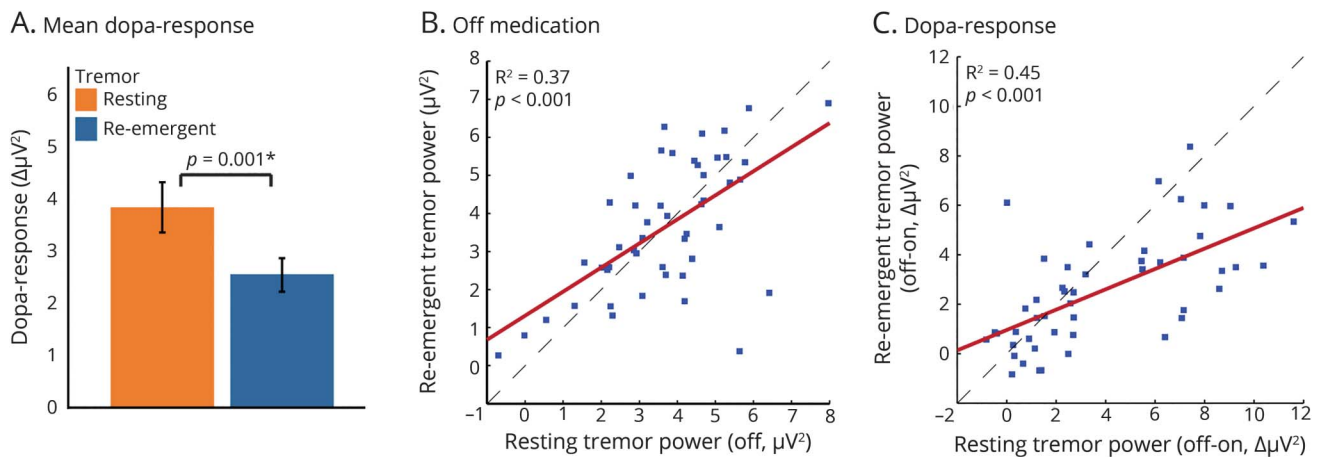 A. Mean dopa-response
Tremor
Resting
Re-emergent
p = 0.001*
Dopa-response (ΔµV²)
6
5
4
3
2
1
0
B. Off medication
R² = 0.37
p < 0.001
Re-emergent tremor power (µV²)
8
7
6
5
4
3
2
1
0
–1 0 1 2 3 4 5 6 7 8
Resting tremor power (off, µV²)
C. Dopa-response
R² = 0.45
p < 0.001
Re-emergent tremor power
(off-on, ΔµV²)
12
10
8
6
4
2
0
–2 0 2 4 6 8 10 12
Resting tremor power (off-on, ΔµV²)